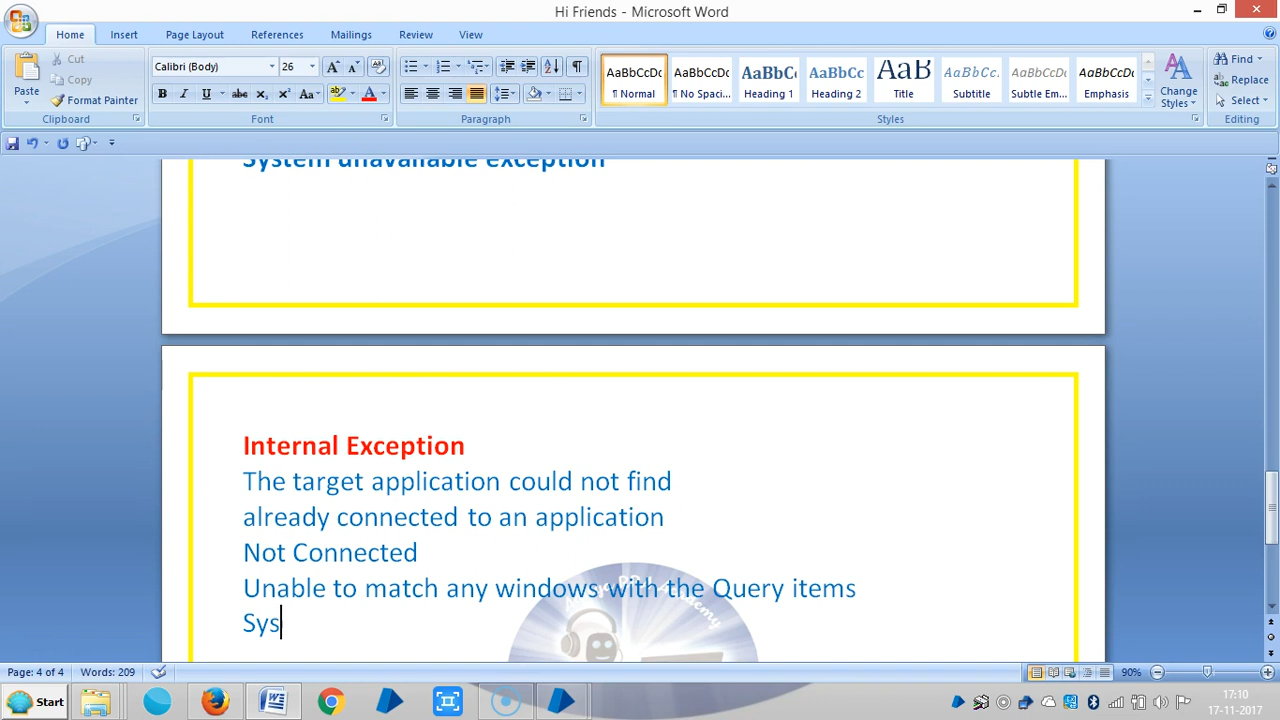 Hi Friends - Microsoft Word
Home Insert Page Layout References Mailings Review View
Paste
Cut
Copy
Format Painter
Clipboard
Calibri (Body) 26
Font
Paragraph
AaBbCcDc AaBbCcDc AaBbC AaBbCc AaB AaBbCc. AaBbCcDc AaBbCcDc
¶ Normal ¶ No Spaci... Heading 1 Heading 2 Title Subtitle Subtle Em... Emphasis
Change Styles
Styles
Find
Replace
Select
Editing
System unavailable exception
Internal Exception
The target application could not find
already connected to an application
Not Connected
Unable to match any windows with the Query items
Sys
Page: 4 of 4 Words: 209 90%
Start
17:10
17-11-2017